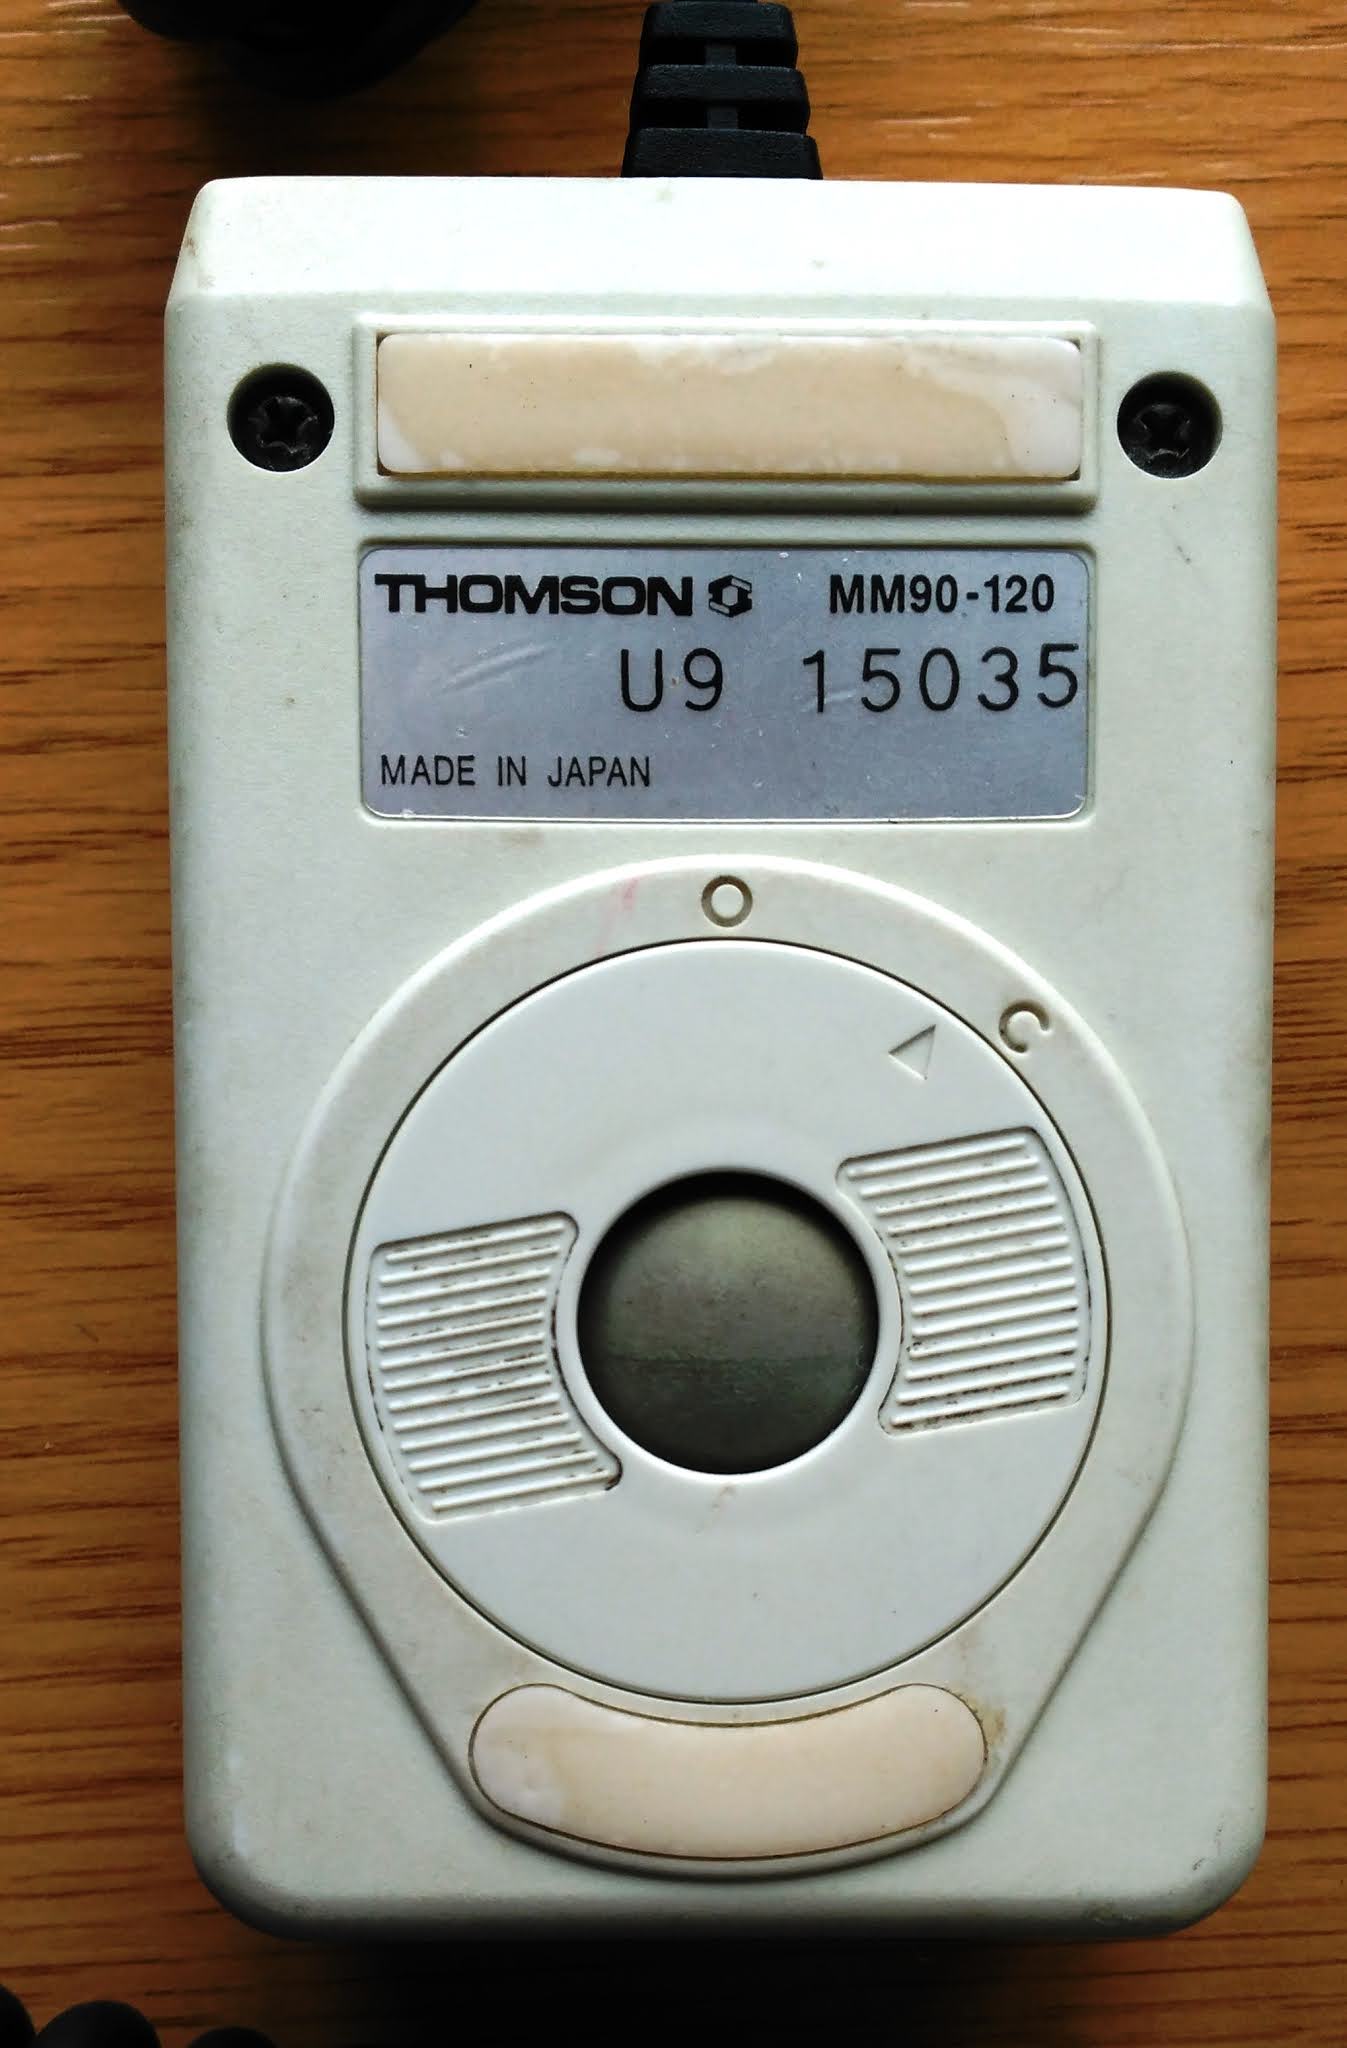 THOMSON MM90-120
U9 15035
MADE IN JAPAN
O
C